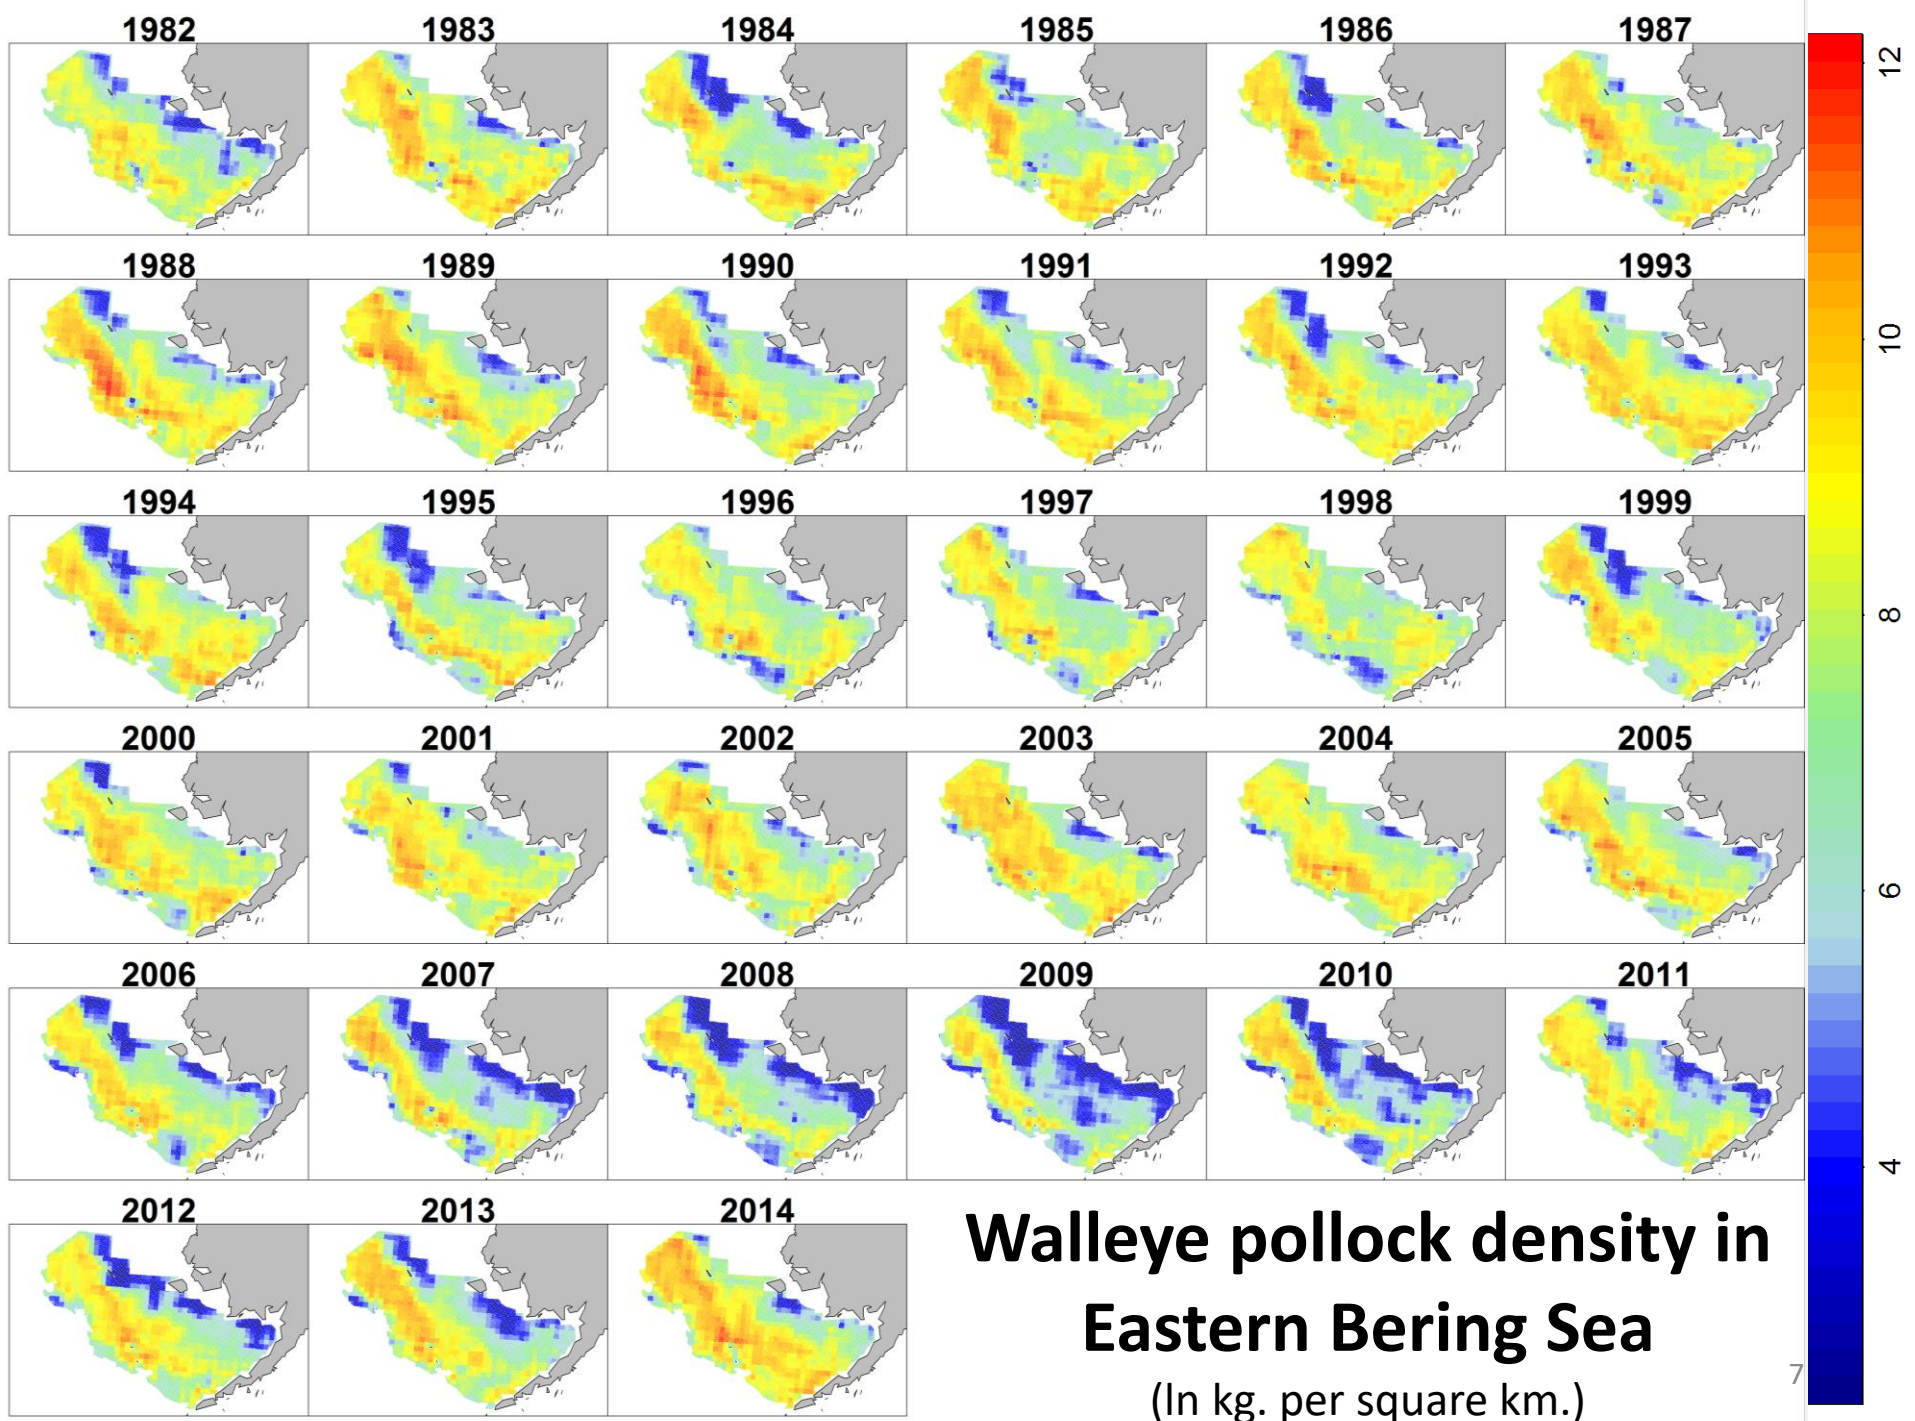 1982 1983 1984 1985 1986 1987
1988 1989 1990 1991 1992 1993
1994 1995 1996 1997 1998 1999
2000 2001 2002 2003 2004 2005
2006 2007 2008 2009 2010 2011
2012 2013 2014
Walleye pollock density in
Eastern Bering Sea
(ln kg. per square km.)
7
12
10
8
6
4